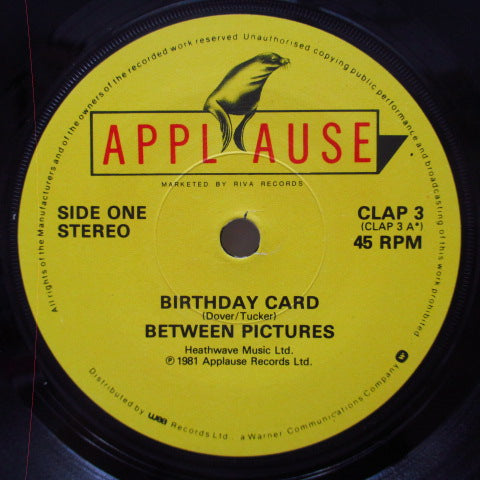 All rights of the Manufacturers and of the owners of the recorded work reserved Unauthorised copying public performance and broadcasting of this work prohibited
APPLAUSE
MARKETED BY RIVA RECORDS
SIDE ONE
STEREO
CLAP 3
(CLAP 3 A*)
45 RPM
BIRTHDAY CARD
(Dover/Tucker)
BETWEEN PICTURES
Heathwave Music Ltd.
℗ 1981 Applause Records Ltd.
Distributed by wea Records Ltd. a Warner Communications Company